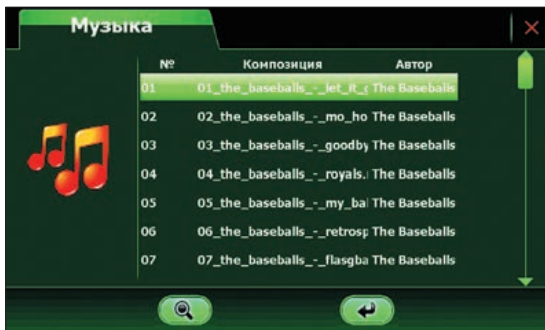 Музыка
№ Композиция Автор
01 01_the_baseballs_-_let_it_g The Baseballs
02 02_the_baseballs_-_mo_ho The Baseballs
03 03_the_baseballs_-_goodby The Baseballs
04 04_the_baseballs_-_royals. The Baseballs
05 05_the_baseballs_-_my_bal The Baseballs
06 06_the_baseballs_-_retrosp The Baseballs
07 07_the_baseballs_-_flasgba The Baseballs